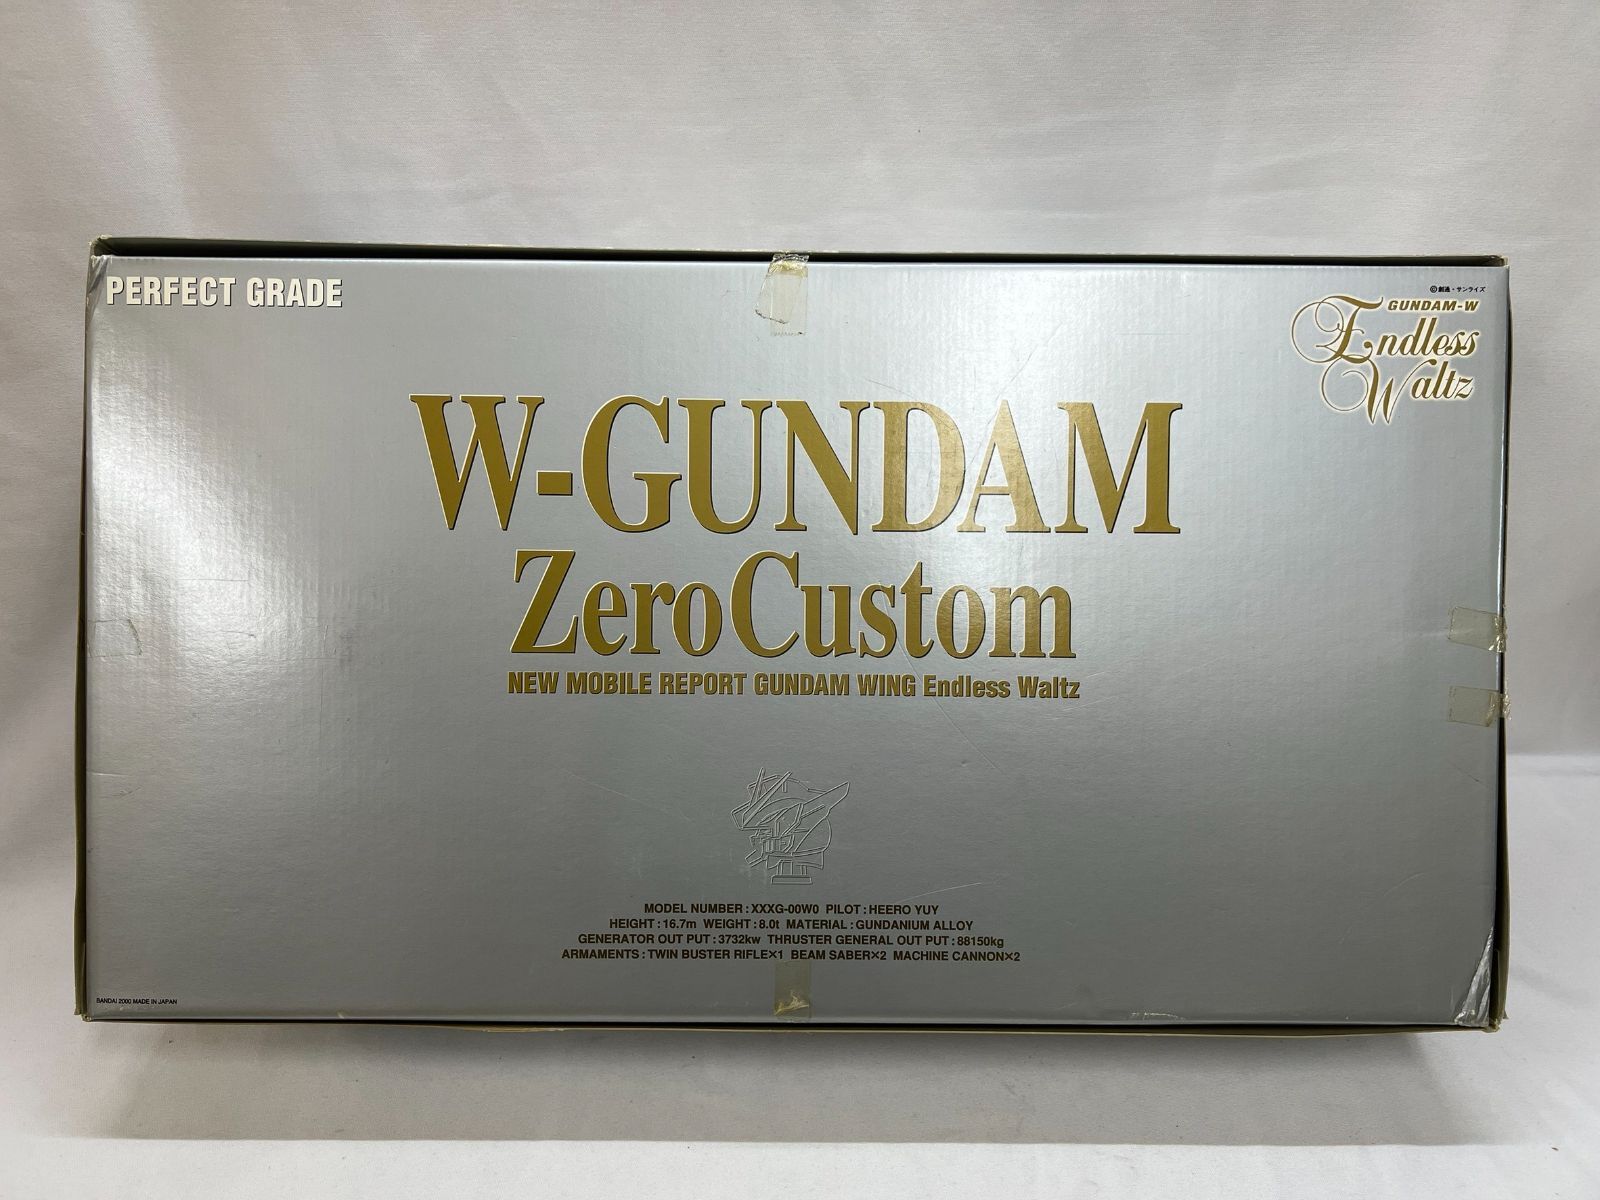 PERFECT GRADE
©創通・サンライズ
GUNDAM-W
Endless
Waltz
W-GUNDAM
Zero Custom
NEW MOBILE REPORT GUNDAM WING Endless Waltz
MODEL NUMBER : XXXG-00W0 PILOT : HEERO YUY
HEIGHT : 16.7m WEIGHT : 8.0t MATERIAL : GUNDANIUM ALLOY
GENERATOR OUT PUT : 3732kw THRUSTER GENERAL OUT PUT : 88150kg
ARMAMENTS : TWIN BUSTER RIFLE×1 BEAM SABER×2 MACHINE CANNON×2
BANDAI 2000 MADE IN JAPAN